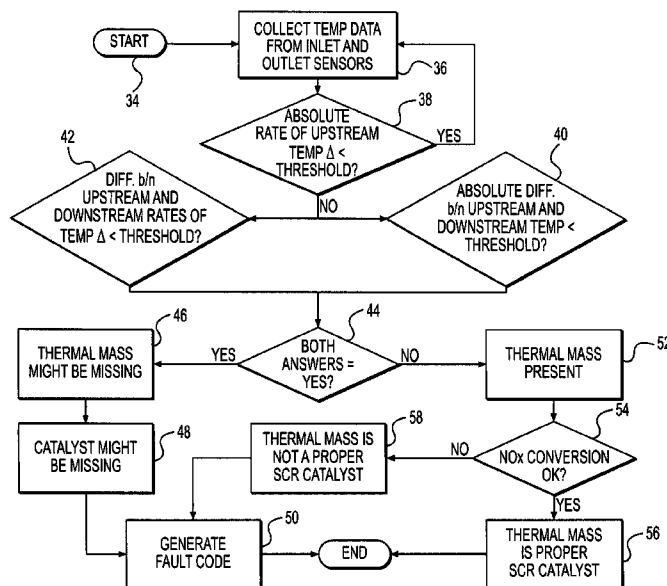 START
34
COLLECT TEMP DATA
FROM INLET AND
OUTLET SENSORS
36
38
ABSOLUTE
RATE OF UPSTREAM
TEMP Δ <
THRESHOLD?
YES
NO
42
DIFF. b/n
UPSTREAM AND
DOWNSTREAM RATES OF
TEMP Δ < THRESHOLD?
40
ABSOLUTE DIFF.
b/n UPSTREAM AND
DOWNSTREAM TEMP <
THRESHOLD?
44
BOTH
ANSWERS =
YES?
YES
NO
46
THERMAL MASS
MIGHT BE MISSING
52
THERMAL MASS
PRESENT
48
CATALYST MIGHT
BE MISSING
58
THERMAL MASS IS
NOT A PROPER
SCR CATALYST
NO
54
NOx CONVERSION
OK?
YES
50
GENERATE
FAULT CODE
END
THERMAL MASS
IS PROPER
SCR CATALYST
56